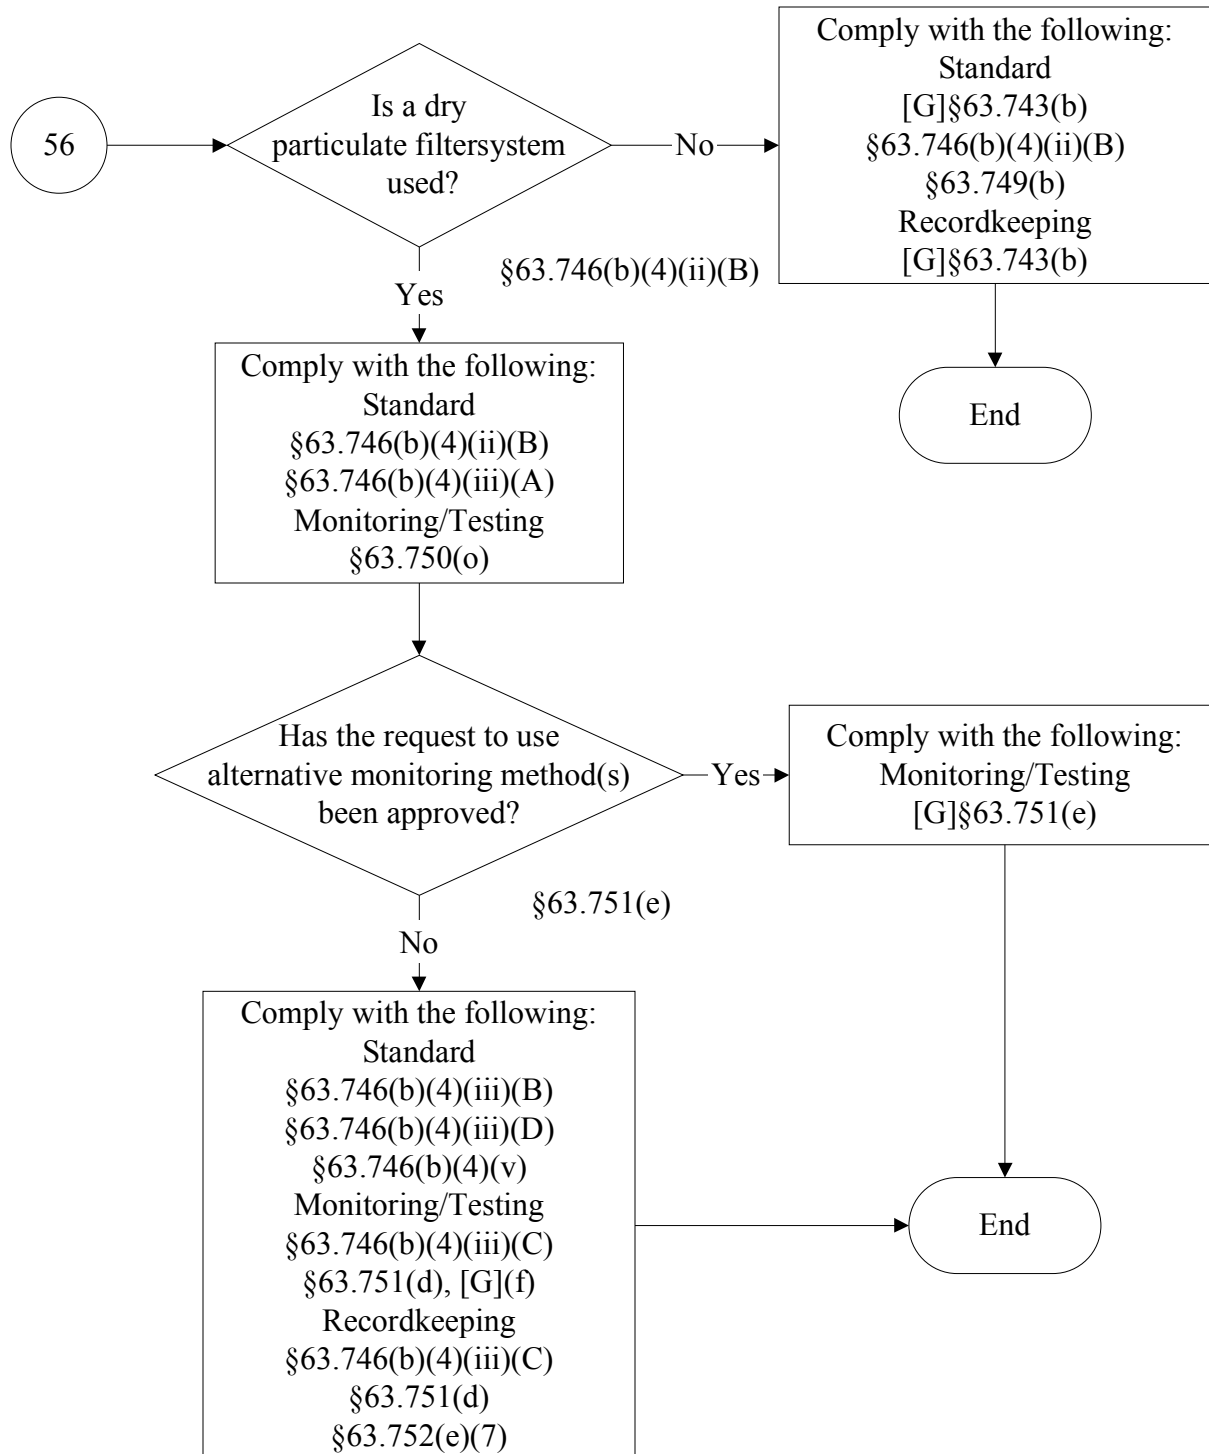 56
Is a dry
particulate filtersystem
used?
No
Comply with the following:
Standard
[G]§63.743(b)
§63.746(b)(4)(ii)(B)
§63.749(b)
Recordkeeping
[G]§63.743(b)
§63.746(b)(4)(ii)(B)
Yes
End
Comply with the following:
Standard
§63.746(b)(4)(ii)(B)
§63.746(b)(4)(iii)(A)
Monitoring/Testing
§63.750(o)
Has the request to use
alternative monitoring method(s)
been approved?
Yes
Comply with the following:
Monitoring/Testing
[G]§63.751(e)
§63.751(e)
No
Comply with the following:
Standard
§63.746(b)(4)(iii)(B)
§63.746(b)(4)(iii)(D)
§63.746(b)(4)(v)
Monitoring/Testing
§63.746(b)(4)(iii)(C)
§63.751(d), [G](f)
Recordkeeping
§63.746(b)(4)(iii)(C)
§63.751(d)
§63.752(e)(7)
End